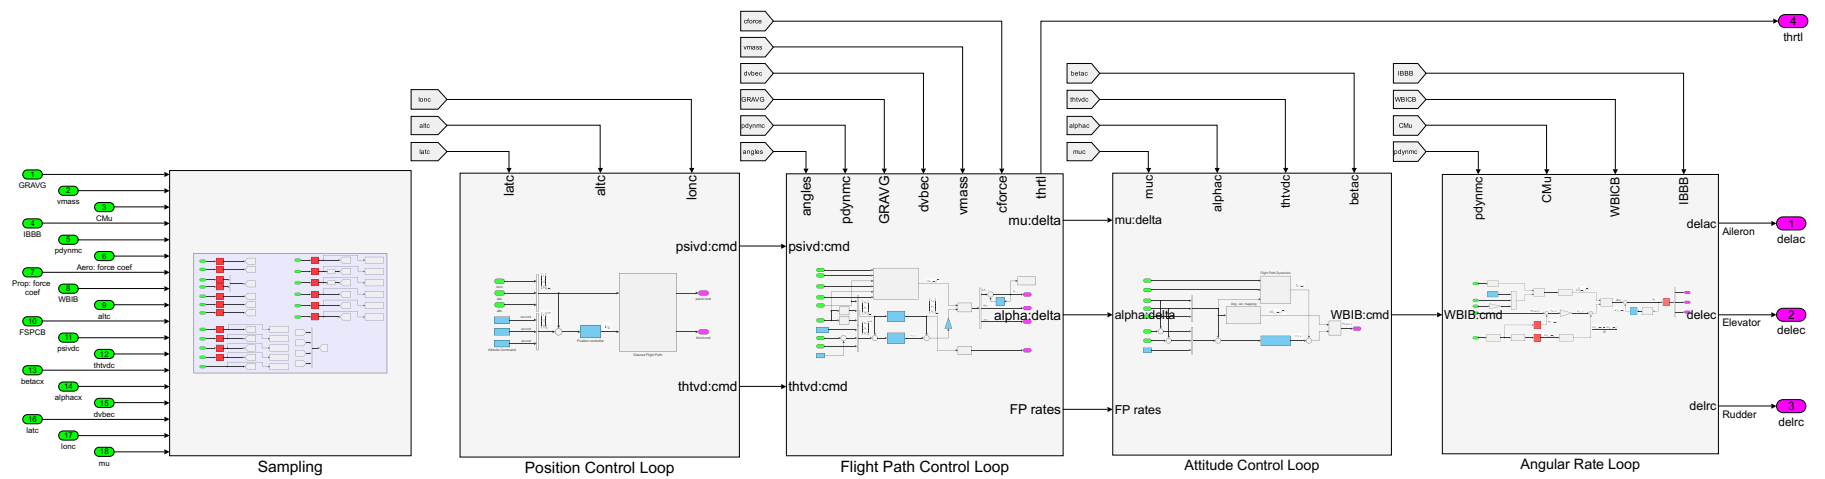 1
GRAVG
2
vmass
3
CMu
4
IBBB
5
pdynmc
6
Aero: force coef
7
Prop: force
coef
8
WBIB
9
altc
10
FSPCB
11
psivdc
12
thtvdc
13
betacx
14
alphacx
15
dvbec
16
latc
17
lonc
18
mu
Sampling
lonc
altc
latc
latc
altc
lonc
psivd:cmd
thtvd:cmd
Desired Flight Path
Position Control Loop
cforce
vmass
dvbec
GRAVG
pdynmc
angles
angles
pdynmc
GRAVG
dvbec
vmass
cforce
thrtl
mu:delta
psivd:cmd
alpha:delta
thtvd:cmd
FP rates
Flight Path Control Loop
betac
thtvdc
alphac
muc
muc
alphac
thtvdc
betac
mu:delta
Flight Path Dynamics
alpha:delta
WBIB:cmd
FP rates
Attitude Control Loop
IBBB
WBICB
CMu
pdynmc
pdynmc
CMu
WBICB
IBBB
delac
WBIB:cmd
delec
delrc
Angular Rate Loop
4
thrtl
Aileron
1
delac
Elevator
2
delec
Rudder
3
delrc